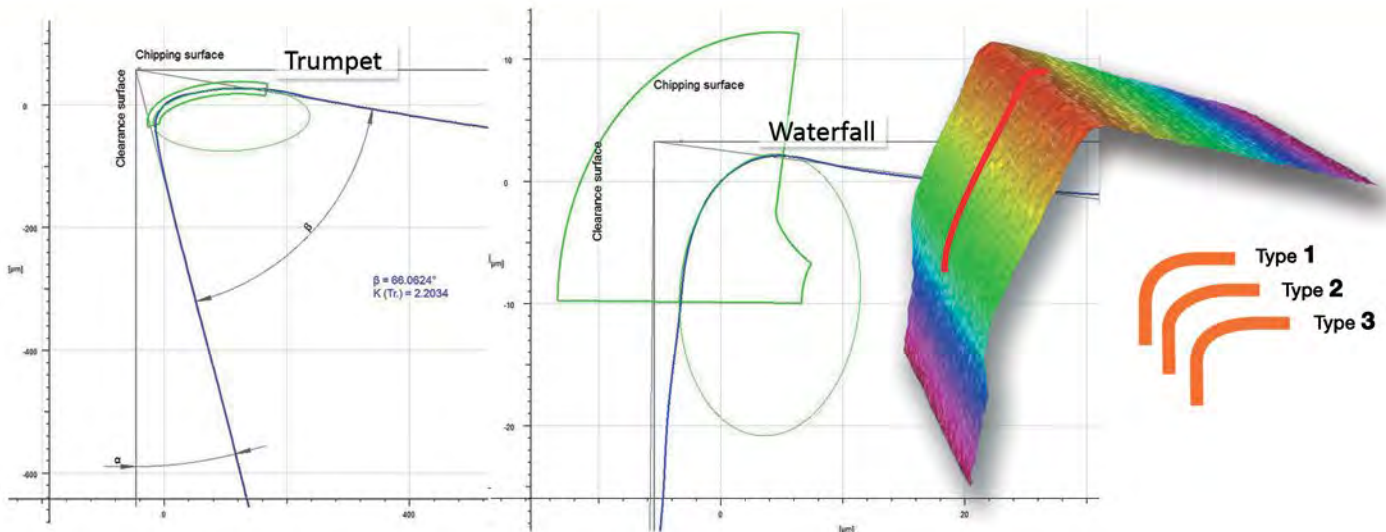 Chipping surface
Trumpet
Clearance surface
0
-200
-400
-600
[µm]
β
β = 66.0624°
K (Tr.) = 2.2034
α
0
400
10
0
-10
-20
[µm]
Chipping surface
Waterfall
Clearance surface
0
20
[µm]
Type 1
Type 2
Type 3